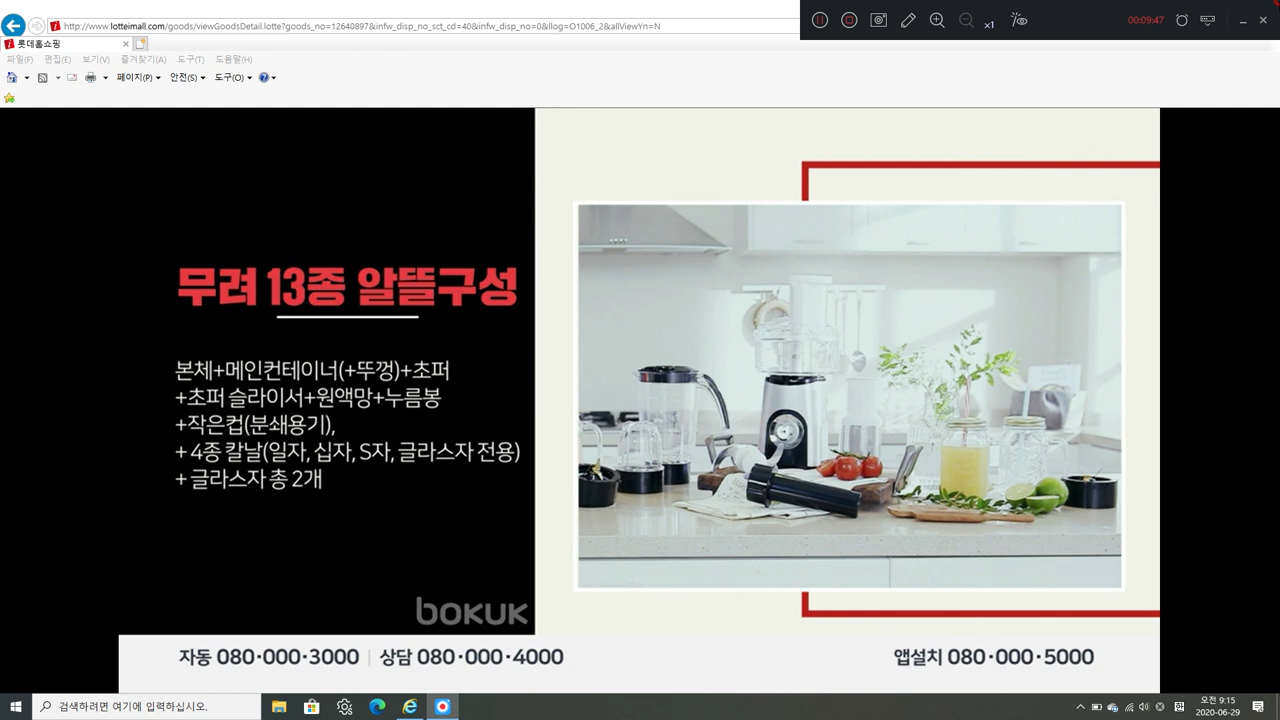 http://www.lotteimall.com/goods/viewGoodsDetail.lotte?goods_no=12640897&infw_disp_no_sct_cd=40&infw_disp_no=0&llog=O1006_2&allViewYn=N
x1
00:09:47
롯데홈쇼핑
파일(F) 편집(E) 보기(V) 즐겨찾기(A) 도구(T) 도움말(H)
페이지(P) 안전(S) 도구(O)
무려 13종 알뜰구성
본체+메인컨테이너(+뚜껑)+초퍼
+초퍼 슬라이서+원액망+누름봉
+작은컵(분쇄용기),
+ 4종 칼날(일자, 십자, S자, 글라스자 전용)
+ 글라스자 총 2개
bokuk
자동 080·000·3000 | 상담 080·000·4000
앱설치 080·000·5000
검색하려면 여기에 입력하십시오.
오전 9:15
2020-06-29